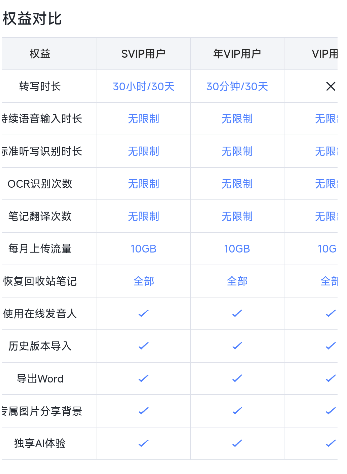 权益对比
权益 SVIP用户 年VIP用户 VIP用
转写时长 30小时/30天 30分钟/30天
持续语音输入时长 无限制 无限制 无限
标准听写识别时长 无限制 无限制 无限
OCR识别次数 无限制 无限制 无限
笔记翻译次数 无限制 无限制 无限
每月上传流量 10GB 10GB 10G
恢复回收站笔记 全部 全部 全部
使用在线发音人
历史版本导入
导出Word
专属图片分享背景
独享AI体验